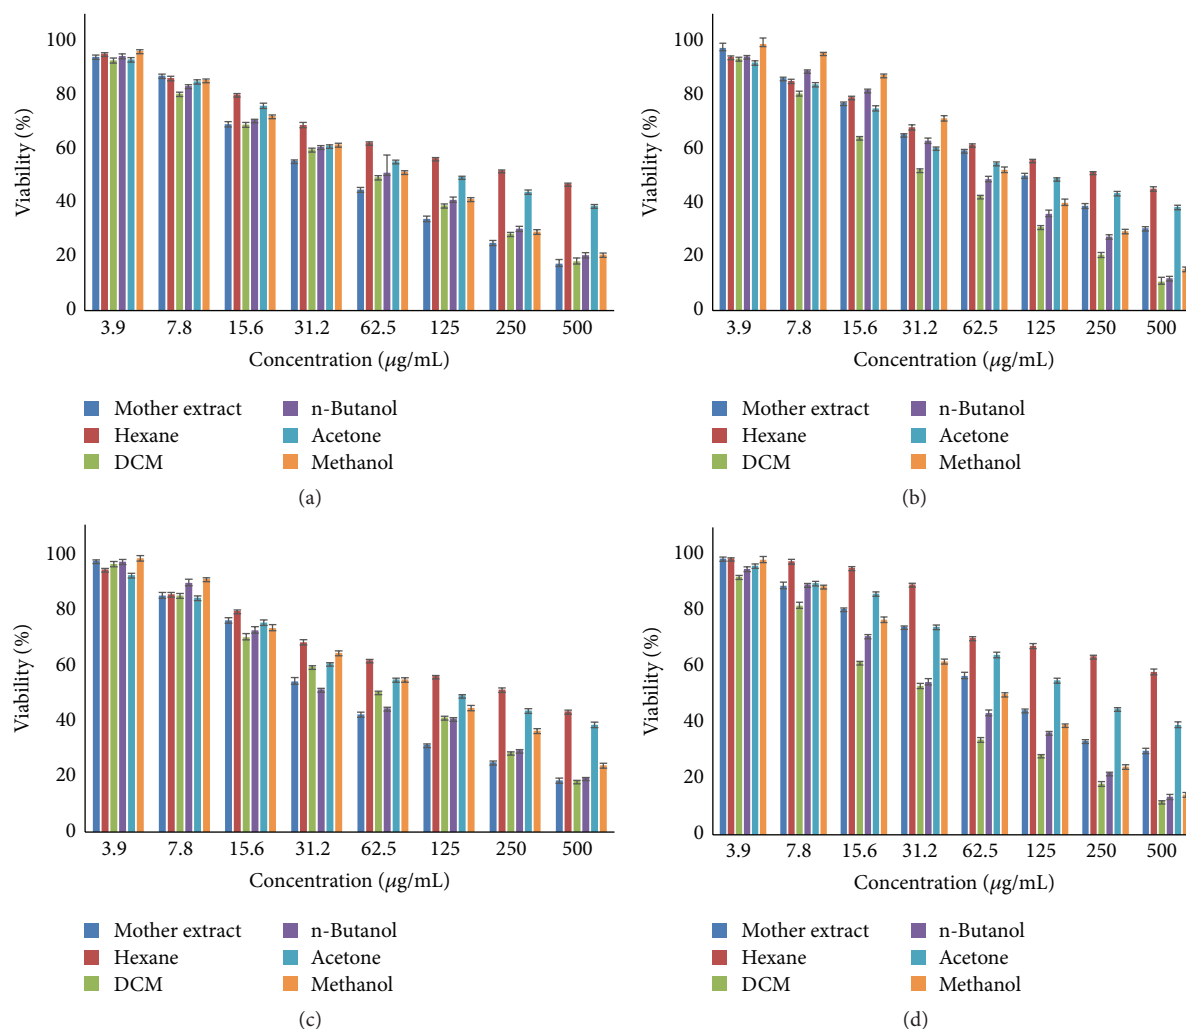 100
80
60
40
20
0
Viability (%)
3.9 7.8 15.6 31.2 62.5 125 250 500
Concentration (μg/mL)
Mother extract n-Butanol
Hexane Acetone
DCM Methanol
(a)
100
80
60
40
20
0
Viability (%)
3.9 7.8 15.6 31.2 62.5 125 250 500
Concentration (μg/mL)
Mother extract n-Butanol
Hexane Acetone
DCM Methanol
(b)
100
80
60
40
20
0
Viability (%)
3.9 7.8 15.6 31.2 62.5 125 250 500
Concentration (μg/mL)
Mother extract n-Butanol
Hexane Acetone
DCM Methanol
(c)
100
80
60
40
20
0
Viability (%)
3.9 7.8 15.6 31.2 62.5 125 250 500
Concentration (μg/mL)
Mother extract n-Butanol
Hexane Acetone
DCM Methanol
(d)